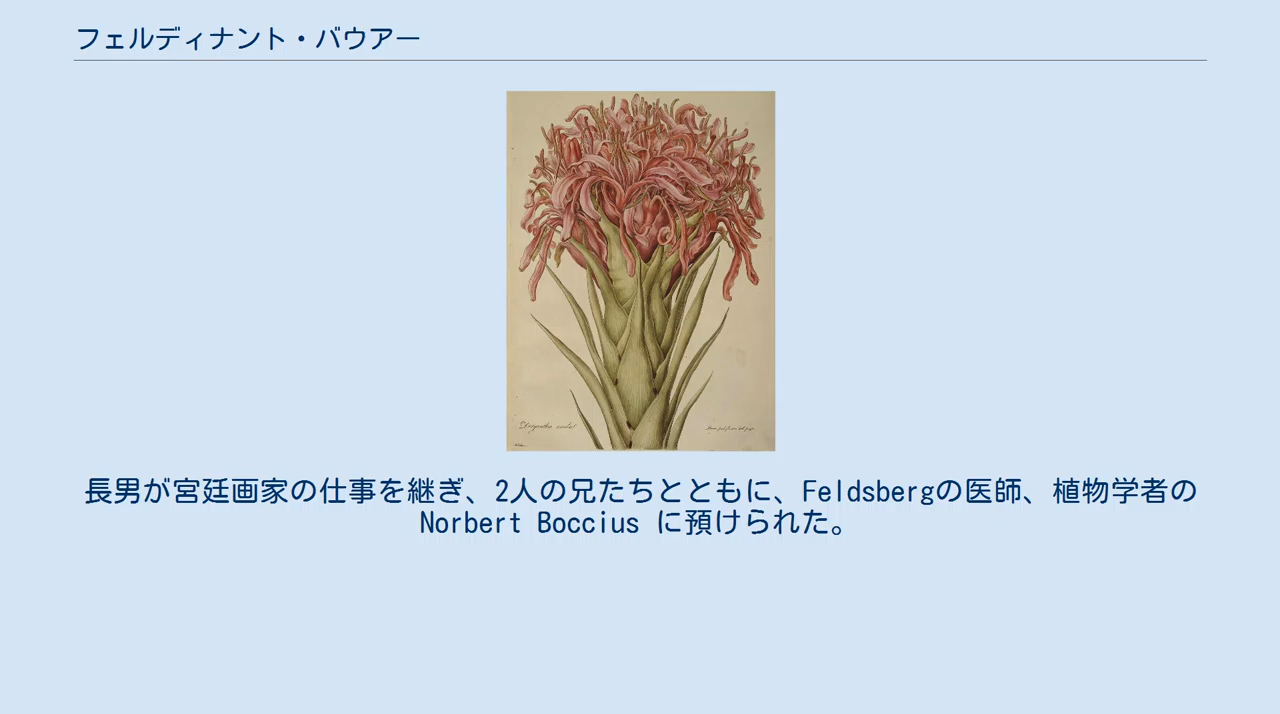 フェルディナント・バウアー
長男が宮廷画家の仕事を継ぎ、2人の兄たちとともに、Feldsbergの医師、植物学者の
Norbert Boccius に預けられた。